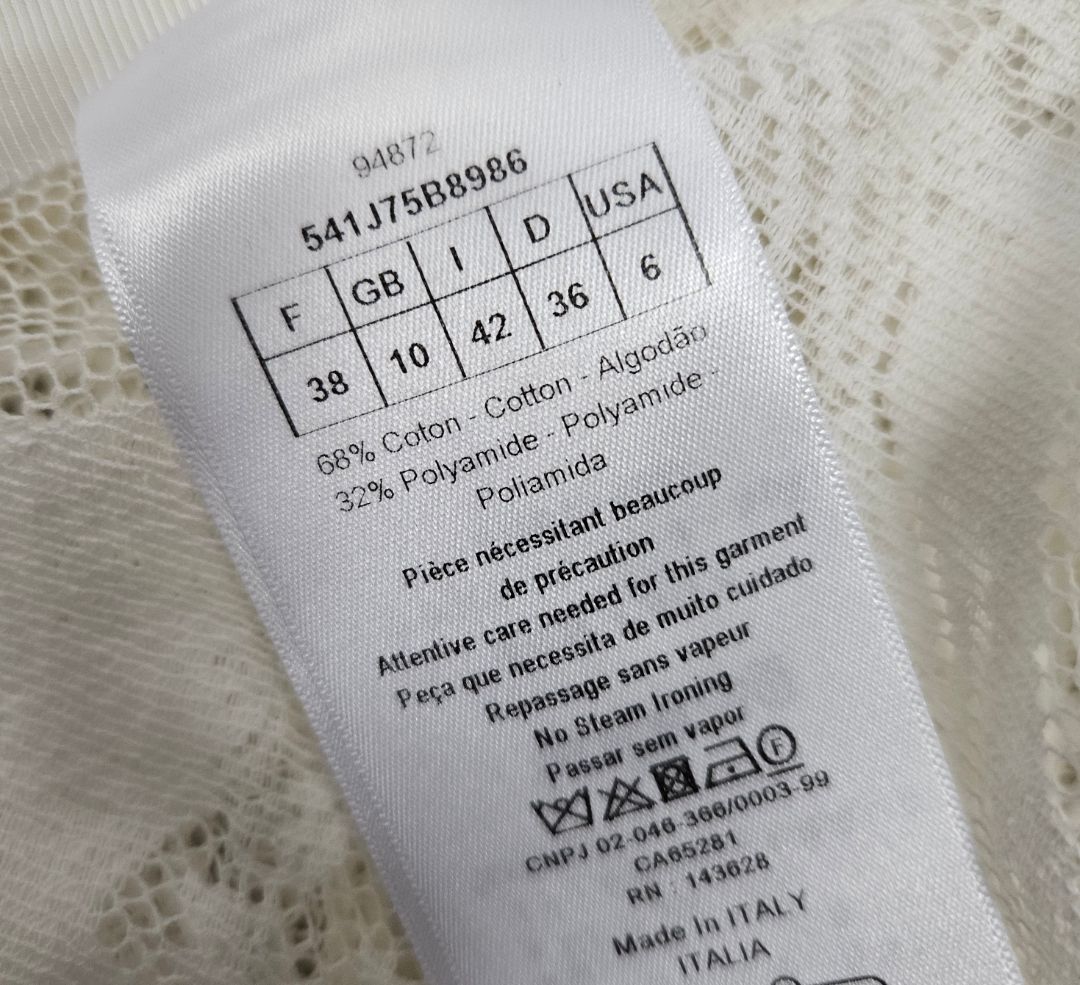 94872
541J75B8986
F GB I D USA
38 10 42 36 6
68% Coton - Cotton - Algodão
32% Polyamide - Polyamide -
Poliamida
Pièce nécessitant beaucoup
de précaution
Attentive care needed for this garment
Peça que necessita de muito cuidado
Repassage sans vapeur
No Steam Ironing
Passar sem vapor
F
CNPJ 02-046-366/0003-99
CA65281
RN : 143628
Made In ITALY
ITALIA